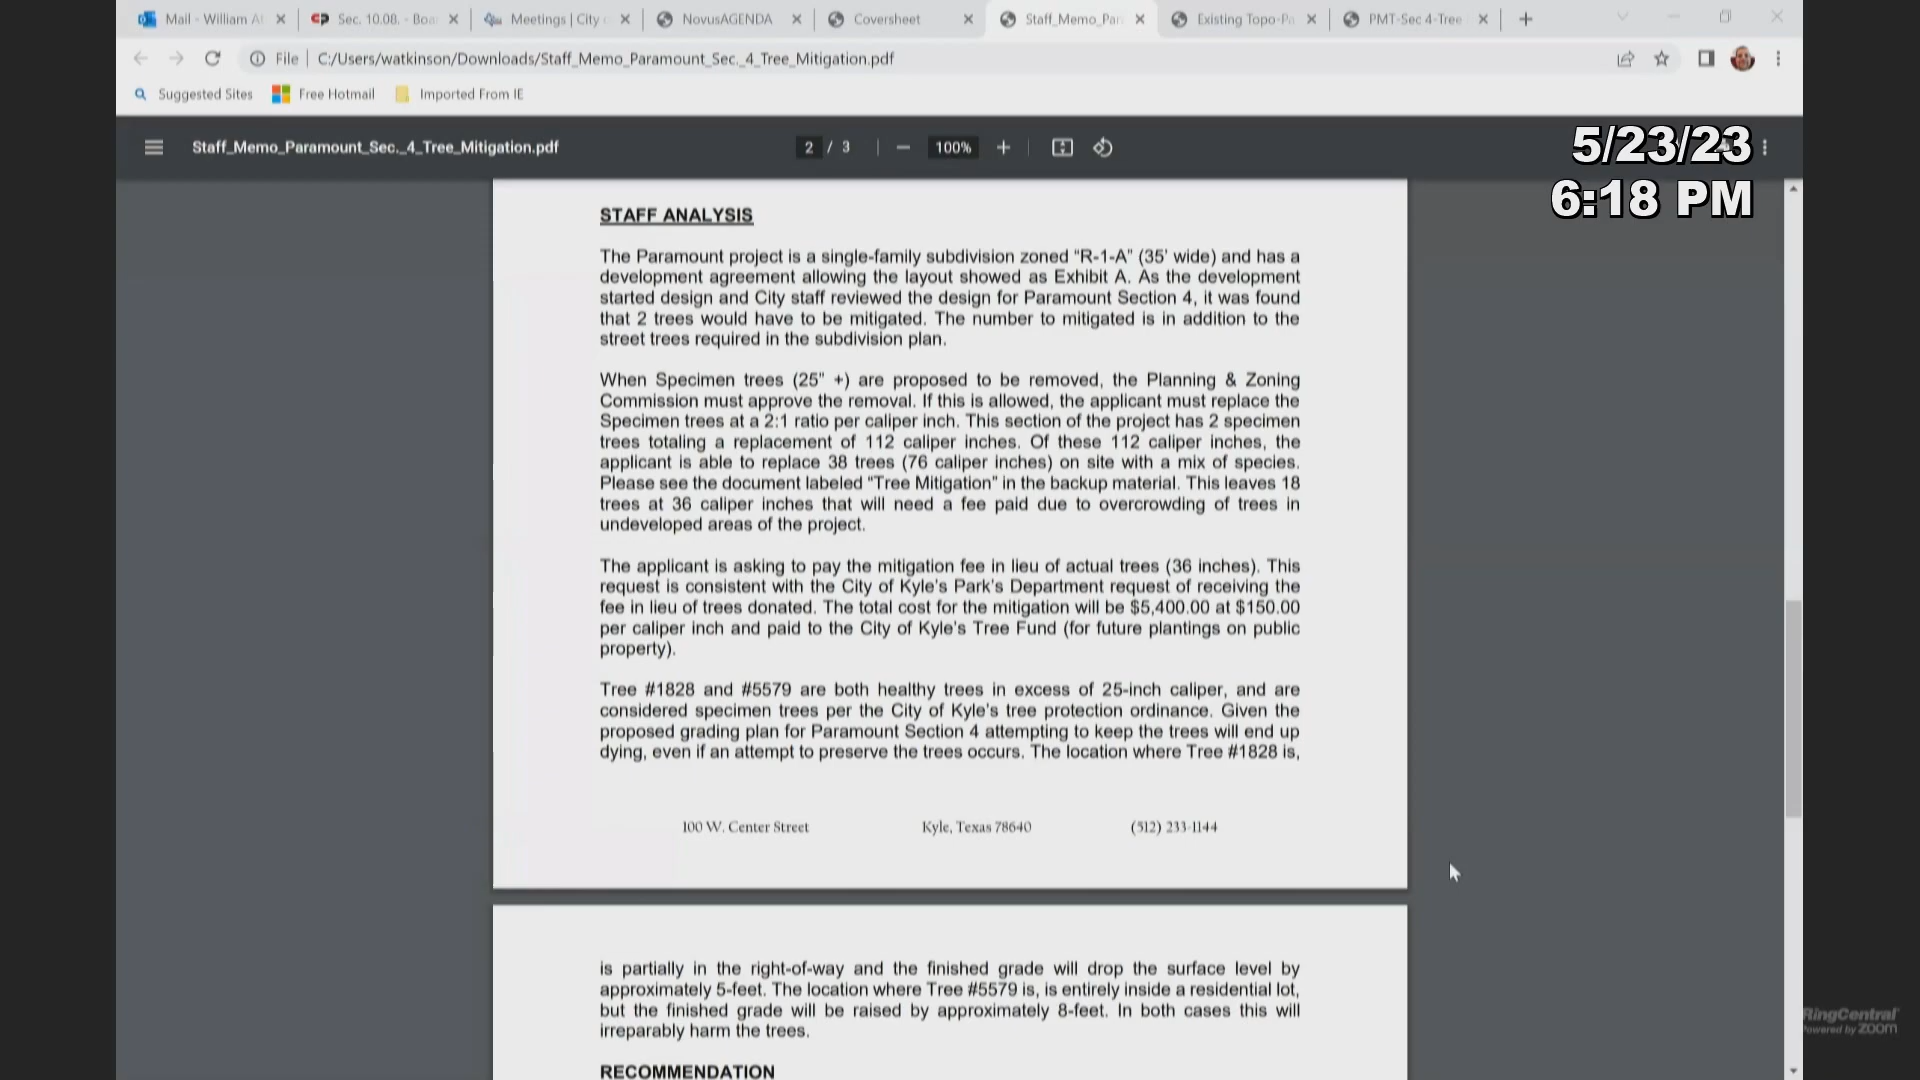 Mail - William At
Sec. 10.08. - Boa
Meetings | City
NovusAGENDA
Coversheet
Staff_Memo_Par
Existing Topo-Pa
PMT-Sec 4-Tree
File | C:/Users/watkinson/Downloads/Staff_Memo_Paramount_Sec._4_Tree_Mitigation.pdf
Suggested Sites
Free Hotmail
Imported From IE
Staff_Memo_Paramount_Sec._4_Tree_Mitigation.pdf
2 / 3
100%
5/23/23
6:18 PM
STAFF ANALYSIS
The Paramount project is a single-family subdivision zoned "R-1-A" (35' wide) and has a
development agreement allowing the layout showed as Exhibit A. As the development
started design and City staff reviewed the design for Paramount Section 4, it was found
that 2 trees would have to be mitigated. The number to mitigated is in addition to the
street trees required in the subdivision plan.
When Specimen trees (25" +) are proposed to be removed, the Planning & Zoning
Commission must approve the removal. If this is allowed, the applicant must replace the
Specimen trees at a 2:1 ratio per caliper inch. This section of the project has 2 specimen
trees totaling a replacement of 112 caliper inches. Of these 112 caliper inches, the
applicant is able to replace 38 trees (76 caliper inches) on site with a mix of species.
Please see the document labeled "Tree Mitigation" in the backup material. This leaves 18
trees at 36 caliper inches that will need a fee paid due to overcrowding of trees in
undeveloped areas of the project.
The applicant is asking to pay the mitigation fee in lieu of actual trees (36 inches). This
request is consistent with the City of Kyle's Park's Department request of receiving the
fee in lieu of trees donated. The total cost for the mitigation will be $5,400.00 at $150.00
per caliper inch and paid to the City of Kyle's Tree Fund (for future plantings on public
property).
Tree #1828 and #5579 are both healthy trees in excess of 25-inch caliper, and are
considered specimen trees per the City of Kyle's tree protection ordinance. Given the
proposed grading plan for Paramount Section 4 attempting to keep the trees will end up
dying, even if an attempt to preserve the trees occurs. The location where Tree #1828 is,
100 W. Center Street
Kyle, Texas 78640
(512) 233-1144
is partially in the right-of-way and the finished grade will drop the surface level by
approximately 5-feet. The location where Tree #5579 is, is entirely inside a residential lot,
but the finished grade will be raised by approximately 8-feet. In both cases this will
irreparably harm the trees.
RECOMMENDATION
RingCentral
Powered by zoom